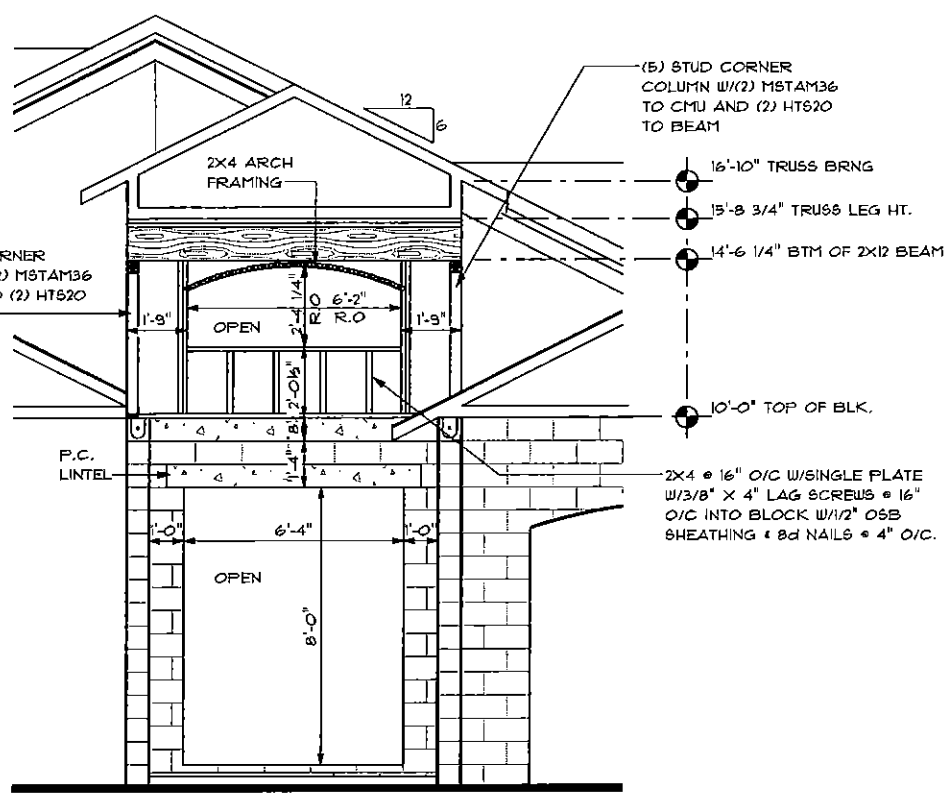 (5) STUD CORNER
COLUMN W/(2) MSTAM36
TO CMU AND (2) HTS20
TO BEAM
12
6
2X4 ARCH
FRAMING
16'-10" TRUSS BRNG
15'-8 3/4" TRUSS LEG HT.
14'-6 1/4" BTM OF 2X12 BEAM
ORNER
2) MSTAM36
D (2) HTS20
1'-9"
OPEN
2'-4 1/4"
R.O
6'-2"
R.O
1'-9"
2'-0½"
8"
10'-0" TOP OF BLK.
P.C.
LINTEL
1'-4"
2X4 @ 16" O/C W/SINGLE PLATE
W/3/8" X 4" LAG SCREWS @ 16"
O/C INTO BLOCK W/1/2" OSB
SHEATHING & 8d NAILS @ 4" O/C.
1'-0"
6'-4"
1'-0"
OPEN
8'-0"